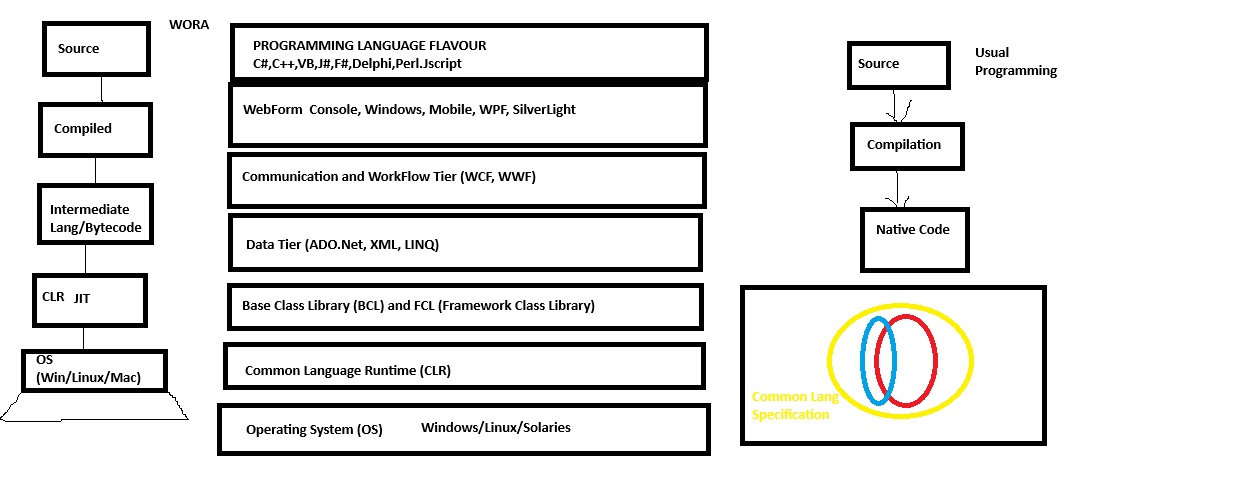 WORA
Source
Compiled
Intermediate
Lang/Bytecode
CLR JIT
OS
(Win/Linux/Mac)
PROGRAMMING LANGUAGE FLAVOUR
C#,C++,VB,J#,F#,Delphi,Perl.Jscript
WebForm Console, Windows, Mobile, WPF, SilverLight
Communication and WorkFlow Tier (WCF, WWF)
Data Tier (ADO.Net, XML, LINQ)
Base Class Library (BCL) and FCL (Framework Class Library)
Common Language Runtime (CLR)
Operating System (OS) Windows/Linux/Solaries
Usual
Programming
Source
Compilation
Native Code
Common Lang
Specification